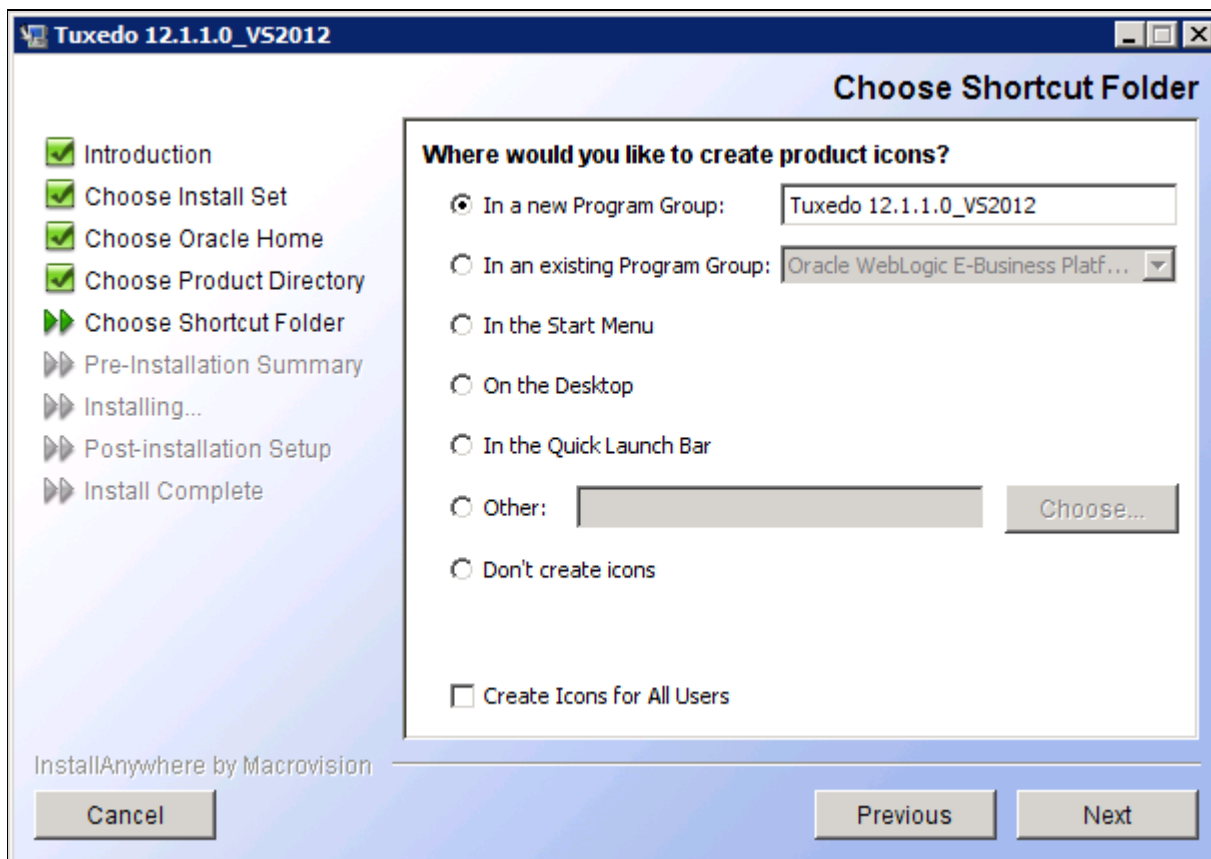 Tuxedo 12.1.1.0_VS2012
Choose Shortcut Folder
Introduction
Choose Install Set
Choose Oracle Home
Choose Product Directory
Choose Shortcut Folder
Pre-Installation Summary
Installing...
Post-installation Setup
Install Complete
Where would you like to create product icons?
In a new Program Group: Tuxedo 12.1.1.0_VS2012
In an existing Program Group: Oracle WebLogic E-Business Platf...
In the Start Menu
On the Desktop
In the Quick Launch Bar
Other: Choose...
Don't create icons
Create Icons for All Users
InstallAnywhere by Macrovision
Cancel Previous Next